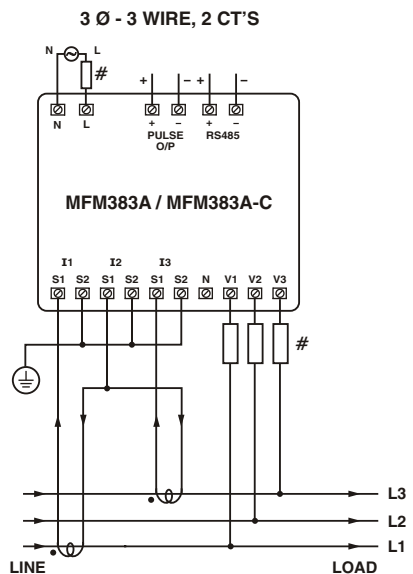 3 Ø - 3 WIRE, 2 CT'S
N L
#
+ − + −
N L + − + −
PULSE O/P RS485
MFM383A / MFM383A-C
I1 I2 I3
S1 S2 S1 S2 S1 S2 N V1 V2 V3
#
L3
L2
L1
LINE LOAD